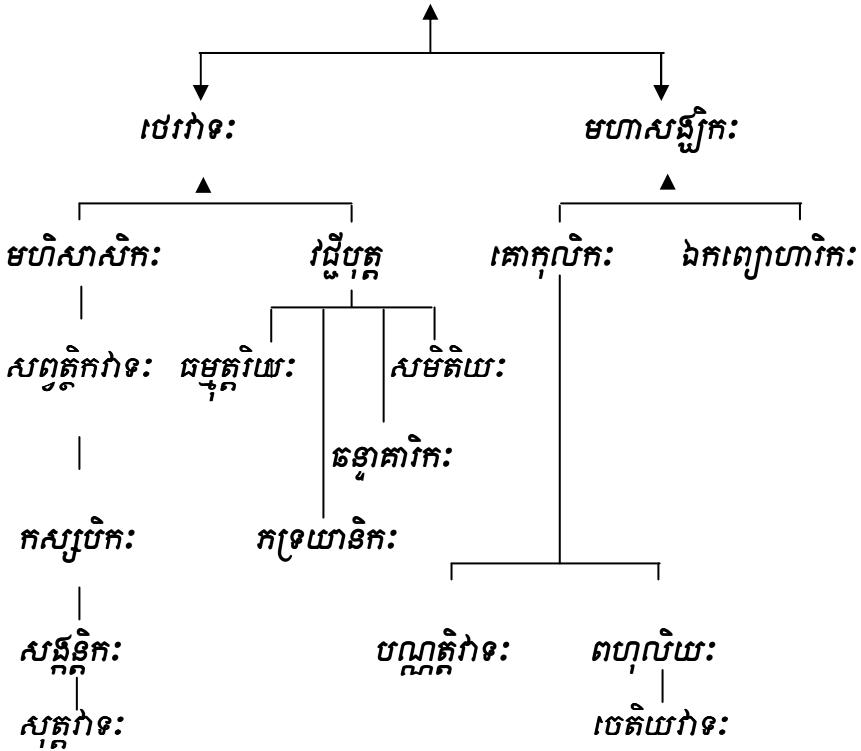 ថេរវាទៈ មហាសង្ឃិកៈ
មហិសាសិកៈ វជ្ជីបុត្ត គោកុលិកៈ ឯកព្យោហារិកៈ
សព្វត្ថិកវាទៈ ធម្មុត្តរិយៈ សមិតិយៈ
ឆន្ទាគារិកៈ
កស្សបិកៈ ភទ្រយានិកៈ
សង្កន្តិកៈ បណ្ណត្តិវាទៈ ពហុលិយៈ
សុត្តវាទៈ ចេតិយវាទៈ